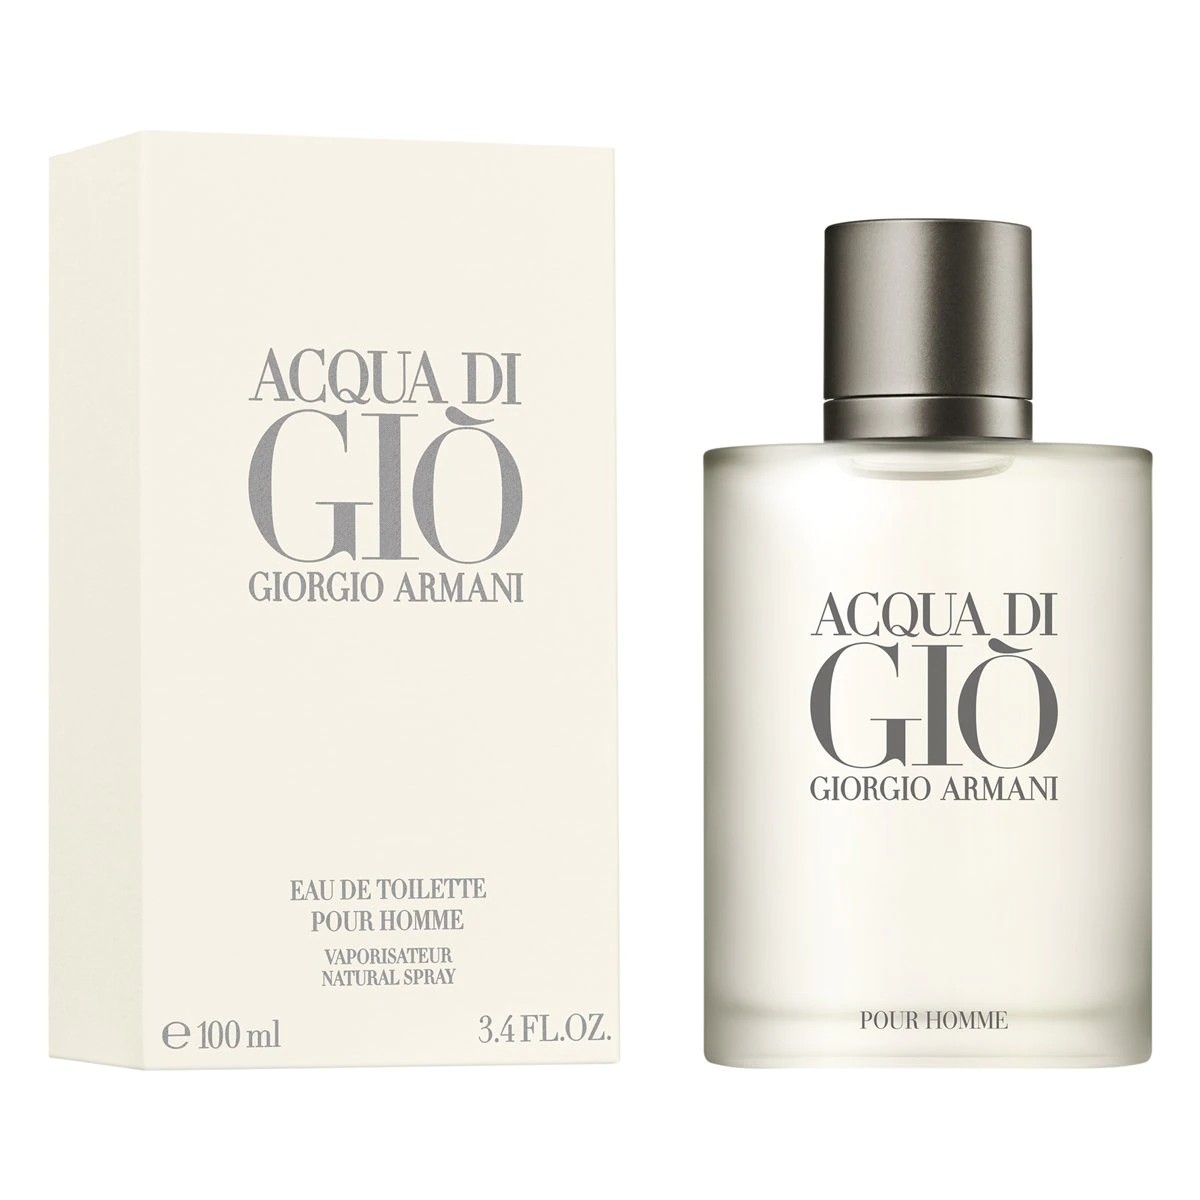 ACQUA DI
GIÒ
GIORGIO ARMANI
EAU DE TOILETTE
POUR HOMME
VAPORISATEUR
NATURAL SPRAY
℮ 100 ml
3.4 FL.OZ.
ACQUA DI
GIÒ
GIORGIO ARMANI
POUR HOMME